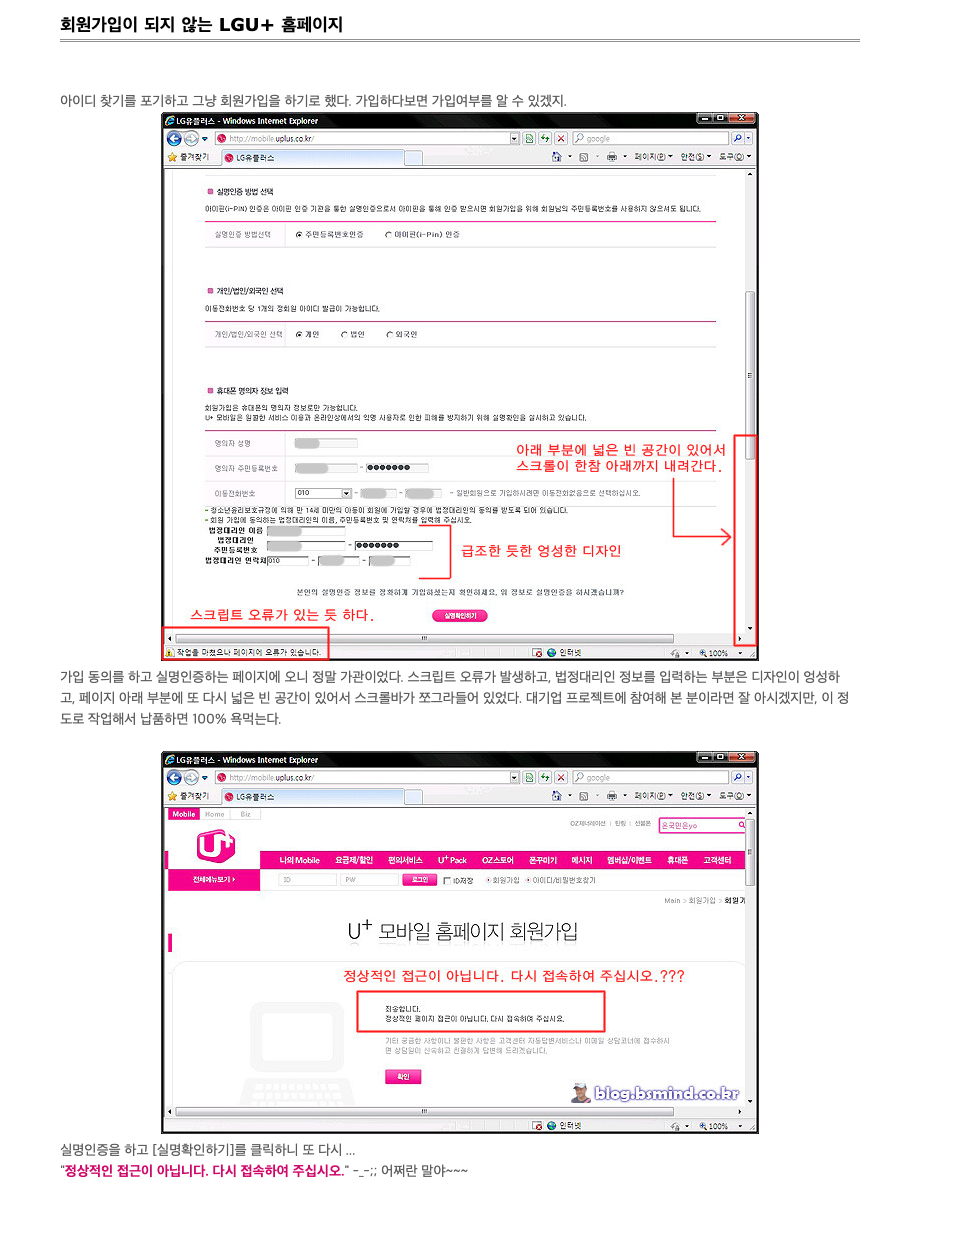 회원가입이 되지 않는 LGU+ 홈페이지
아이디 찾기를 포기하고 그냥 회원가입을 하기로 했다. 가입하다보면 가입여부를 알 수 있겠지.
LG유플러스 - Windows Internet Explorer
http://mobile.uplus.co.kr/
google
즐겨찾기
LG유플러스
페이지(P)
안전(S)
도구(O)
실명인증 방법 선택
아이핀(i-PIN) 인증은 아이핀 인증 기관을 통한 실명인증으로서 아이핀을 통해 인증 받으시면 회원가입을 위해 회원님의 주민등록번호를 사용하지 않으셔도 됩니다.
실명인증 방법선택
주민등록번호인증
아이핀(i-Pin) 인증
개인/법인/외국인 선택
이동전화번호 당 1개의 정회원 아이디 발급이 가능합니다.
개인/법인/외국인 선택
개인
법인
외국인
휴대폰 명의자 정보 입력
회원가입은 휴대폰의 명의자 정보로만 가능합니다.
U+ 모바일은 원활한 서비스 이용과 온라인상에서의 익명 사용자로 인한 피해를 방지하기 위해 실명확인을 실시하고 있습니다.
명의자 성명
아래 부분에 넓은 빈 공간이 있어서
스크롤이 한참 아래까지 내려간다.
명의자 주민등록번호
-
●●●●●●●
이동전화번호
010
-
-
- 일반회원으로 가입하시려면 이동전화없음으로 선택하십시오.
- 청소년윤리보호규정에 의해 만 14세 미만의 아동이 회원에 가입할 경우에 법정대리인의 동의를 받도록 되어 있습니다.
- 회원 가입에 동의하는 법정대리인의 이름, 주민등록번호 및 연락처를 입력해 주십시오.
법정대리인 이름
법정대리인
주민등록번호
-
●●●●●●●
급조한 듯한 엉성한 디자인
법정대리인 연락처
010
-
-
본인의 실명인증 정보를 정확하게 기입하셨는지 확인하세요. 위 정보로 실명인증을 하시겠습니까?
스크립트 오류가 있는 듯 하다.
실명확인하기
작업을 마쳤으나 페이지에 오류가 있습니다.
인터넷
100%
가입 동의를 하고 실명인증하는 페이지에 오니 정말 가관이었다. 스크립트 오류가 발생하고, 법정대리인 정보를 입력하는 부분은 디자인이 엉성하
고, 페이지 아래 부분에 또 다시 넓은 빈 공간이 있어서 스크롤바가 쪼그라들어 있었다. 대기업 프로젝트에 참여해 본 분이라면 잘 아시겠지만, 이 정
도로 작업해서 납품하면 100% 욕먹는다.
LG유플러스 - Windows Internet Explorer
http://mobile.uplus.co.kr/
google
즐겨찾기
LG유플러스
페이지(P)
안전(S)
도구(O)
Mobile
Home
Biz
OZ제너레이션
틴링
선불폰
온국민은yo
U+
나의 Mobile
요금제/할인
편의서비스
U+ Pack
OZ스토어
폰꾸미기
메시지
멤버십/이벤트
휴대폰
고객센터
전체메뉴보기
ID
PW
로그인
ID저장
회원가입
아이디/비밀번호찾기
Main > 회원가입 > 회원가
U+ 모바일 홈페이지 회원가입
정상적인 접근이 아닙니다. 다시 접속하여 주십시오.???
죄송합니다.
정상적인 페이지 접근이 아닙니다. 다시 접속하여 주십시요.
기타 궁금한 사항이나 불편한 사항은 고객센터 자동답변서비스나 이메일 상담코너에 접수하시
면 상담원이 신속하고 친절하게 답변해 드리겠습니다.
확인
blog.bsmind.co.kr
인터넷
100%
실명인증을 하고 [실명확인하기]를 클릭하니 또 다시 ...
"정상적인 접근이 아닙니다. 다시 접속하여 주십시오." -_-;; 어쩌란 말야~~~